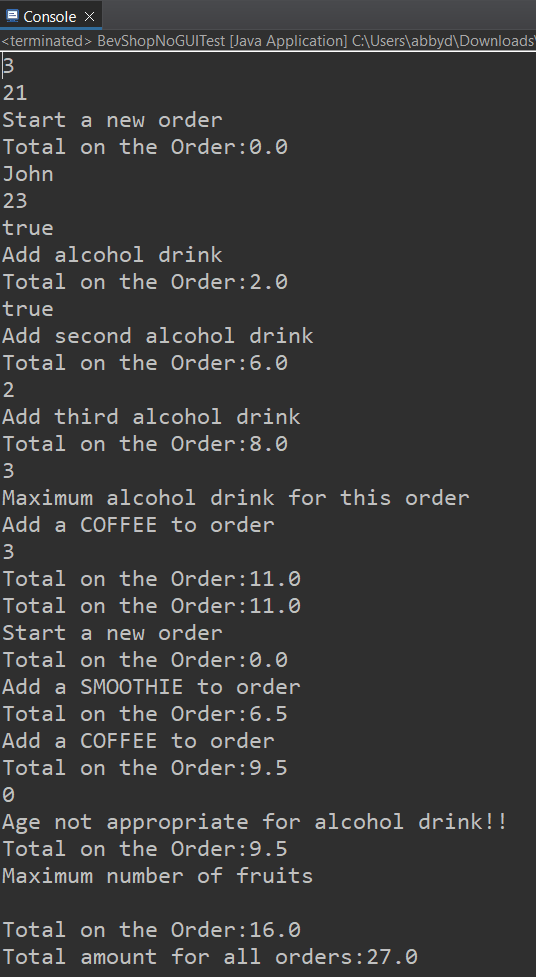 Console
<terminated> BevShopNoGUITest [Java Application] C:\Users\abbyd\Downloads\
3
21
Start a new order
Total on the Order:0.0
John
23
true
Add alcohol drink
Total on the Order:2.0
true
Add second alcohol drink
Total on the Order:6.0
2
Add third alcohol drink
Total on the Order:8.0
3
Maximum alcohol drink for this order
Add a COFFEE to order
3
Total on the Order:11.0
Total on the Order:11.0
Start a new order
Total on the Order:0.0
Add a SMOOTHIE to order
Total on the Order:6.5
Add a COFFEE to order
Total on the Order:9.5
0
Age not appropriate for alcohol drink!!
Total on the Order:9.5
Maximum number of fruits
Total on the Order:16.0
Total amount for all orders:27.0